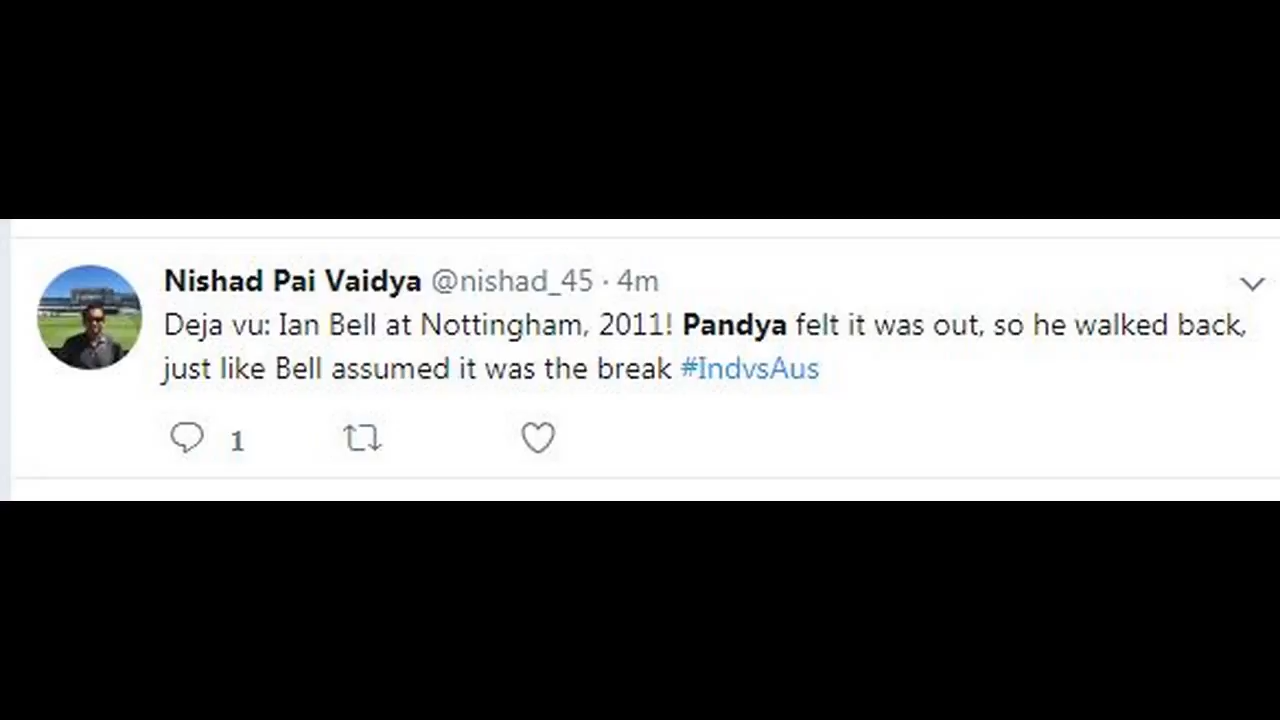 Nishad Pai Vaidya @nishad_45 · 4m
Deja vu: Ian Bell at Nottingham, 2011! Pandya felt it was out, so he walked back,
just like Bell assumed it was the break #IndvsAus
1